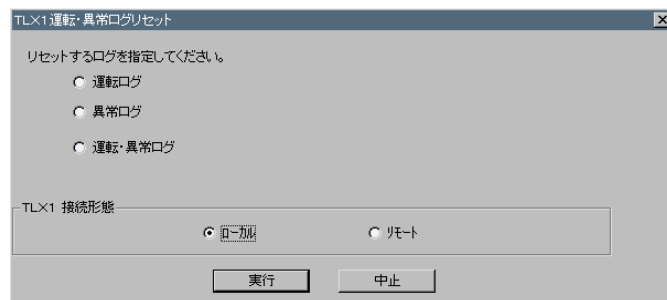 TLX1運転・異常ログリセット
リセットするログを指定してください。
運転ログ
異常ログ
運転・異常ログ
TLX1 接続形態
ローカル リモート
実行 中止